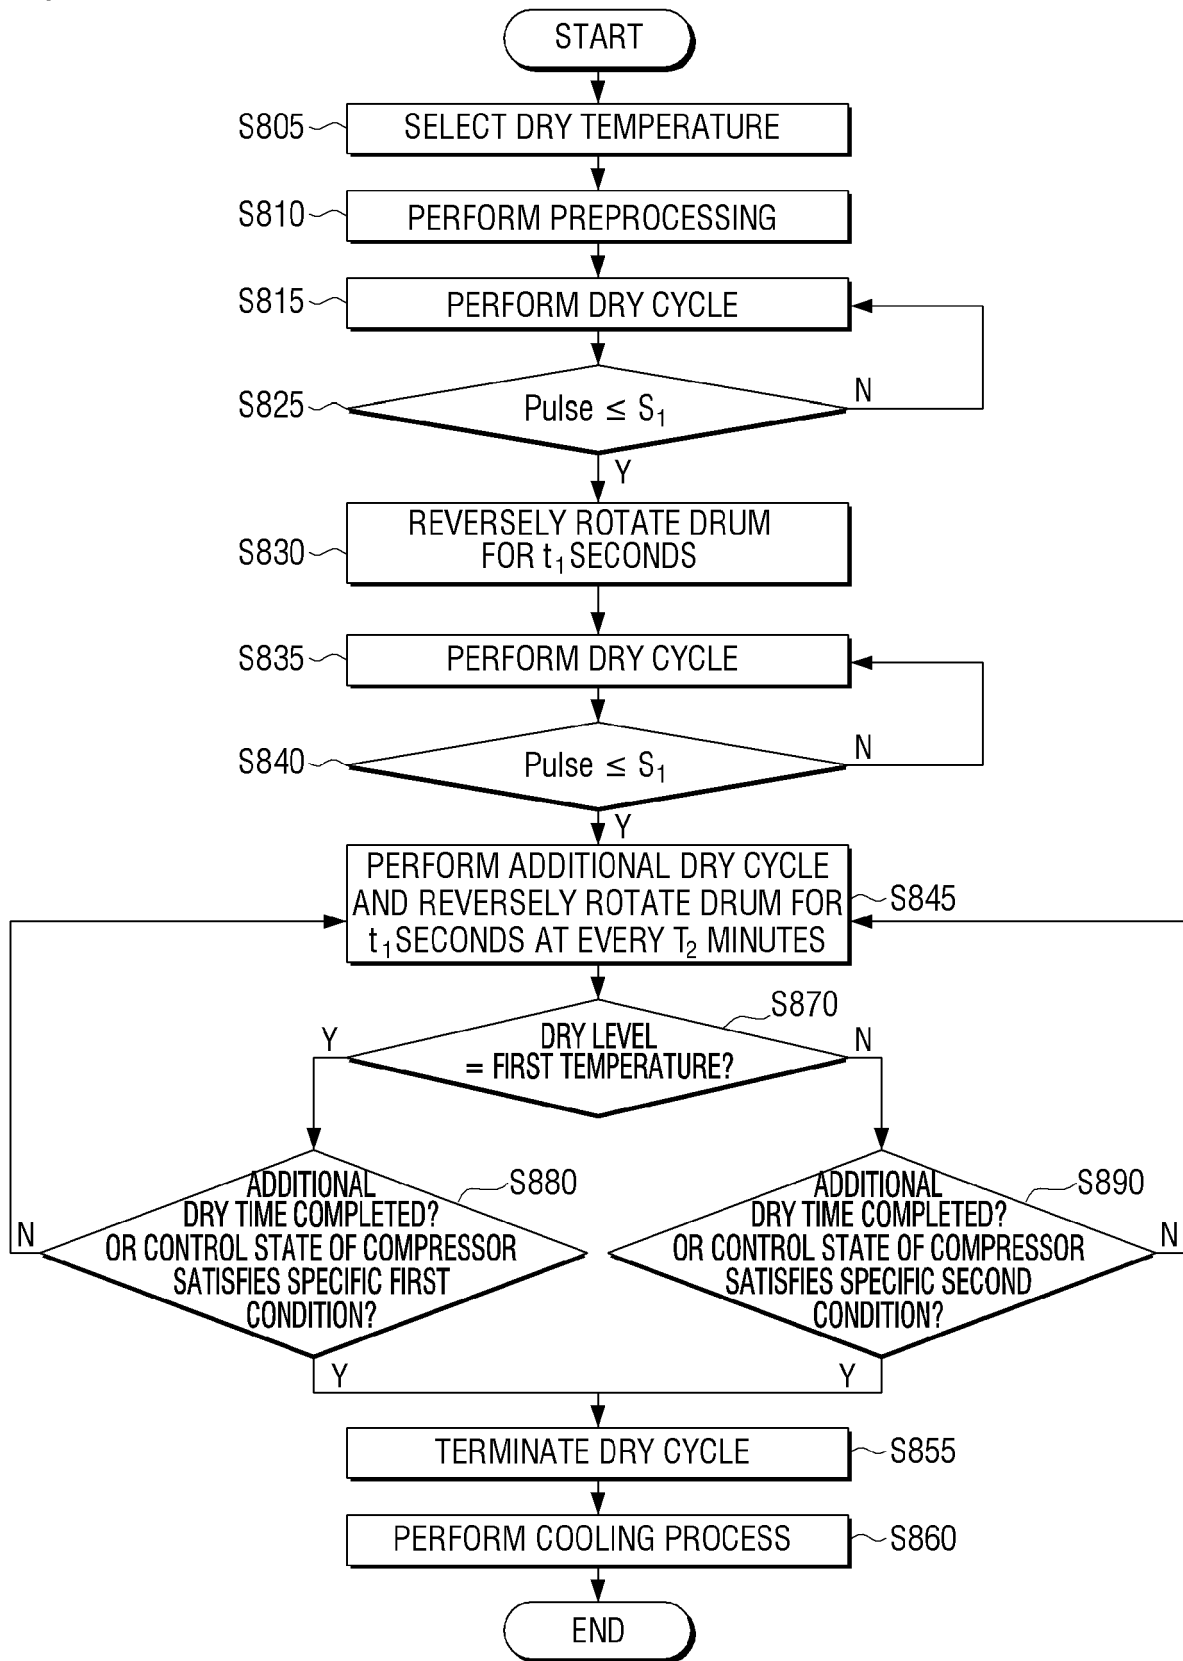 START
S805
SELECT DRY TEMPERATURE
S810
PERFORM PREPROCESSING
S815
PERFORM DRY CYCLE
S825
Pulse ≤ S₁
N
Y
S830
REVERSELY ROTATE DRUM
FOR t₁ SECONDS
S835
PERFORM DRY CYCLE
S840
Pulse ≤ S₁
N
Y
PERFORM ADDITIONAL DRY CYCLE
AND REVERSELY ROTATE DRUM FOR
t₁ SECONDS AT EVERY T₂ MINUTES
S845
S870
DRY LEVEL
= FIRST TEMPERATURE?
Y
N
S880
ADDITIONAL
DRY TIME COMPLETED?
OR CONTROL STATE OF COMPRESSOR
SATISFIES SPECIFIC FIRST
CONDITION?
N
Y
S890
ADDITIONAL
DRY TIME COMPLETED?
OR CONTROL STATE OF COMPRESSOR
SATISFIES SPECIFIC SECOND
CONDITION?
N
Y
TERMINATE DRY CYCLE
S855
PERFORM COOLING PROCESS
S860
END